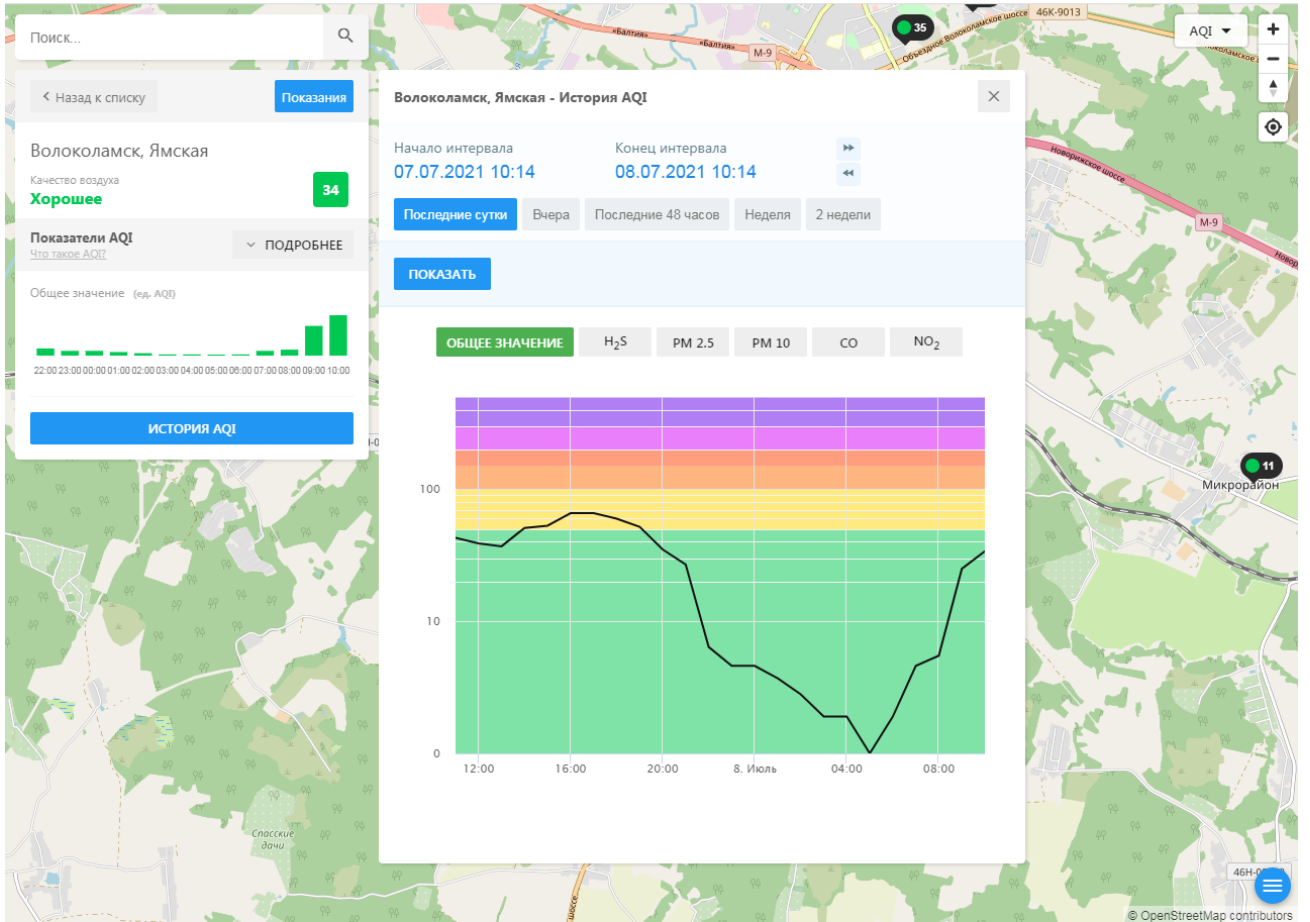 Поиск...
«Балтия»
«Балтия»
М-9
35
Объездное Волоколамское шоссе
46К-9013
AQI
Назад к списку
Показания
Волоколамск, Ямская
Качество воздуха
Хорошее
34
Показатели AQI
Что такое AQI?
ПОДРОБНЕЕ
Общее значение (ед. AQI)
22:00 23:00 00:00 01:00 02:00 03:00 04:00 05:00 06:00 07:00 08:00 09:00 10:00
ИСТОРИЯ AQI
Волоколамск, Ямская - История AQI
Начало интервала
Конец интервала
07.07.2021 10:14
08.07.2021 10:14
Последние сутки
Вчера
Последние 48 часов
Неделя
2 недели
ПОКАЗАТЬ
ОБЩЕЕ ЗНАЧЕНИЕ
H₂S
PM 2.5
PM 10
CO
NO₂
100
10
0
12:00
16:00
20:00
8. Июль
04:00
08:00
Новорижское шоссе
М-9
11
Микрорайон
Спасские
дачи
шоссе
© OpenStreetMap contributors